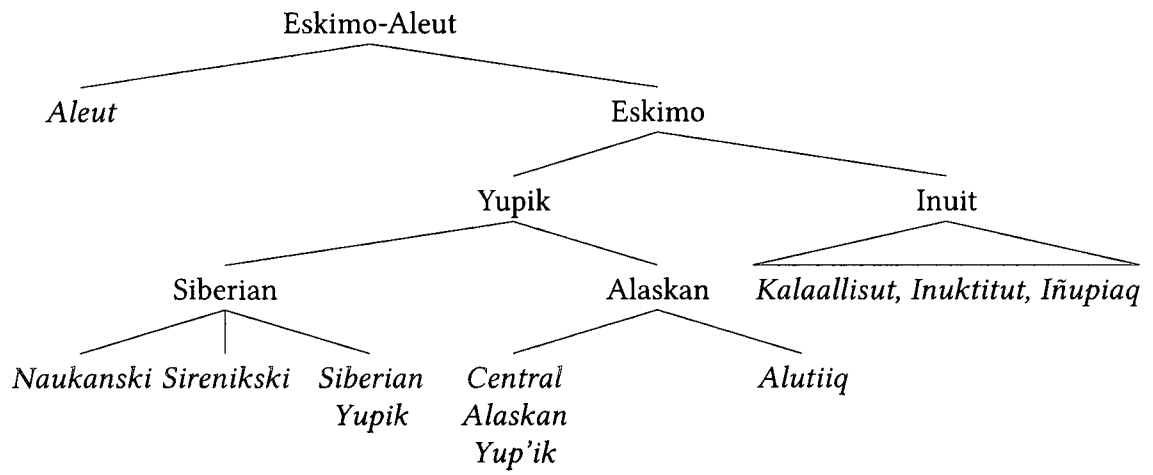 Eskimo-Aleut
Aleut
Eskimo
Yupik
Inuit
Siberian
Alaskan
Kalaallisut, Inuktitut, Iñupiaq
Naukanski
Sirenikski
Siberian
Yupik
Central
Alaskan
Yup'ik
Alutiiq